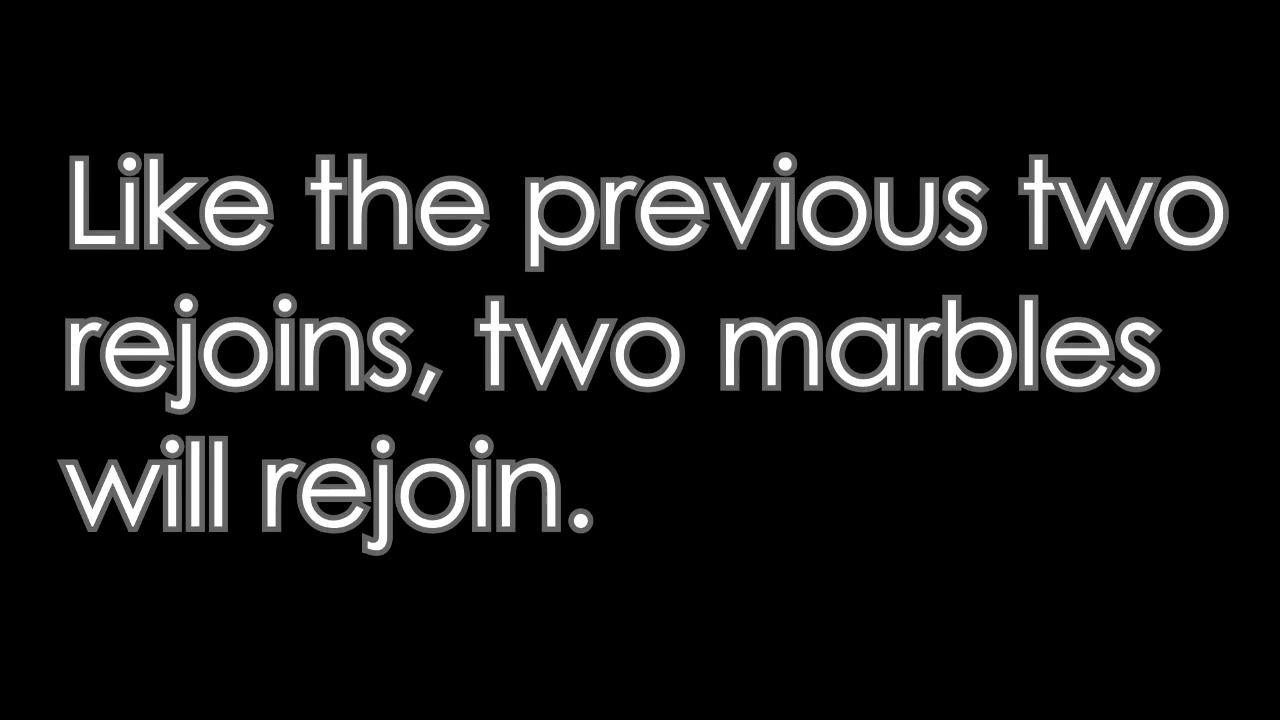 Like the previous two
rejoins, two marbles
will rejoin.